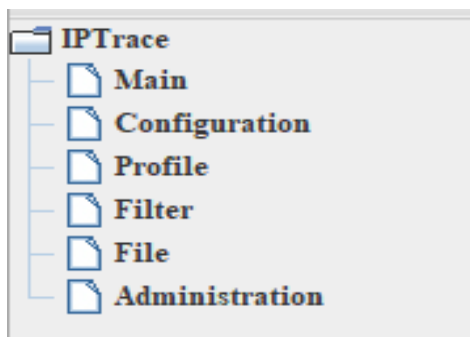 IPTrace
Main
Configuration
Profile
Filter
File
Administration